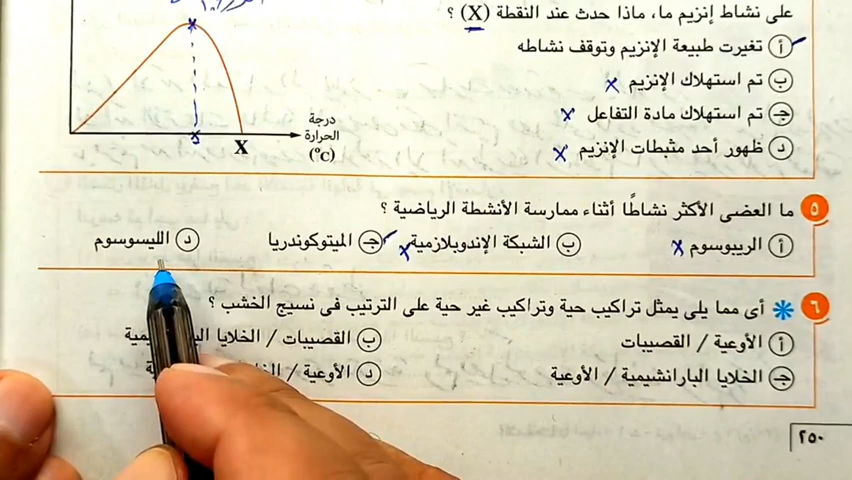 على نشاط إنزيم ما، ماذا حدث عند النقطة (X) ؟
أ تغيرت طبيعة الإنزيم وتوقف نشاطه
ب تم استهلاك الإنزيم
جـ تم استهلاك مادة التفاعل
د ظهور أحد مثبطات الإنزيم
درجة
الحرارة
(°C)
X
٥ ما العضى الأكثر نشاطًا أثناء ممارسة الأنشطة الرياضية ؟
أ الريبوسوم ب الشبكة الإندوبلازمية جـ الميتوكوندريا د الليسوسوم
٦ أى مما يلى يمثل تراكيب حية وتراكيب غير حية على الترتيب فى نسيج الخشب ؟
أ الأوعية / القصيبات ب القصيبات / الخلايا
جـ الخلايا البارانشيمية / الأوعية د الأوعية /
٢٥٠